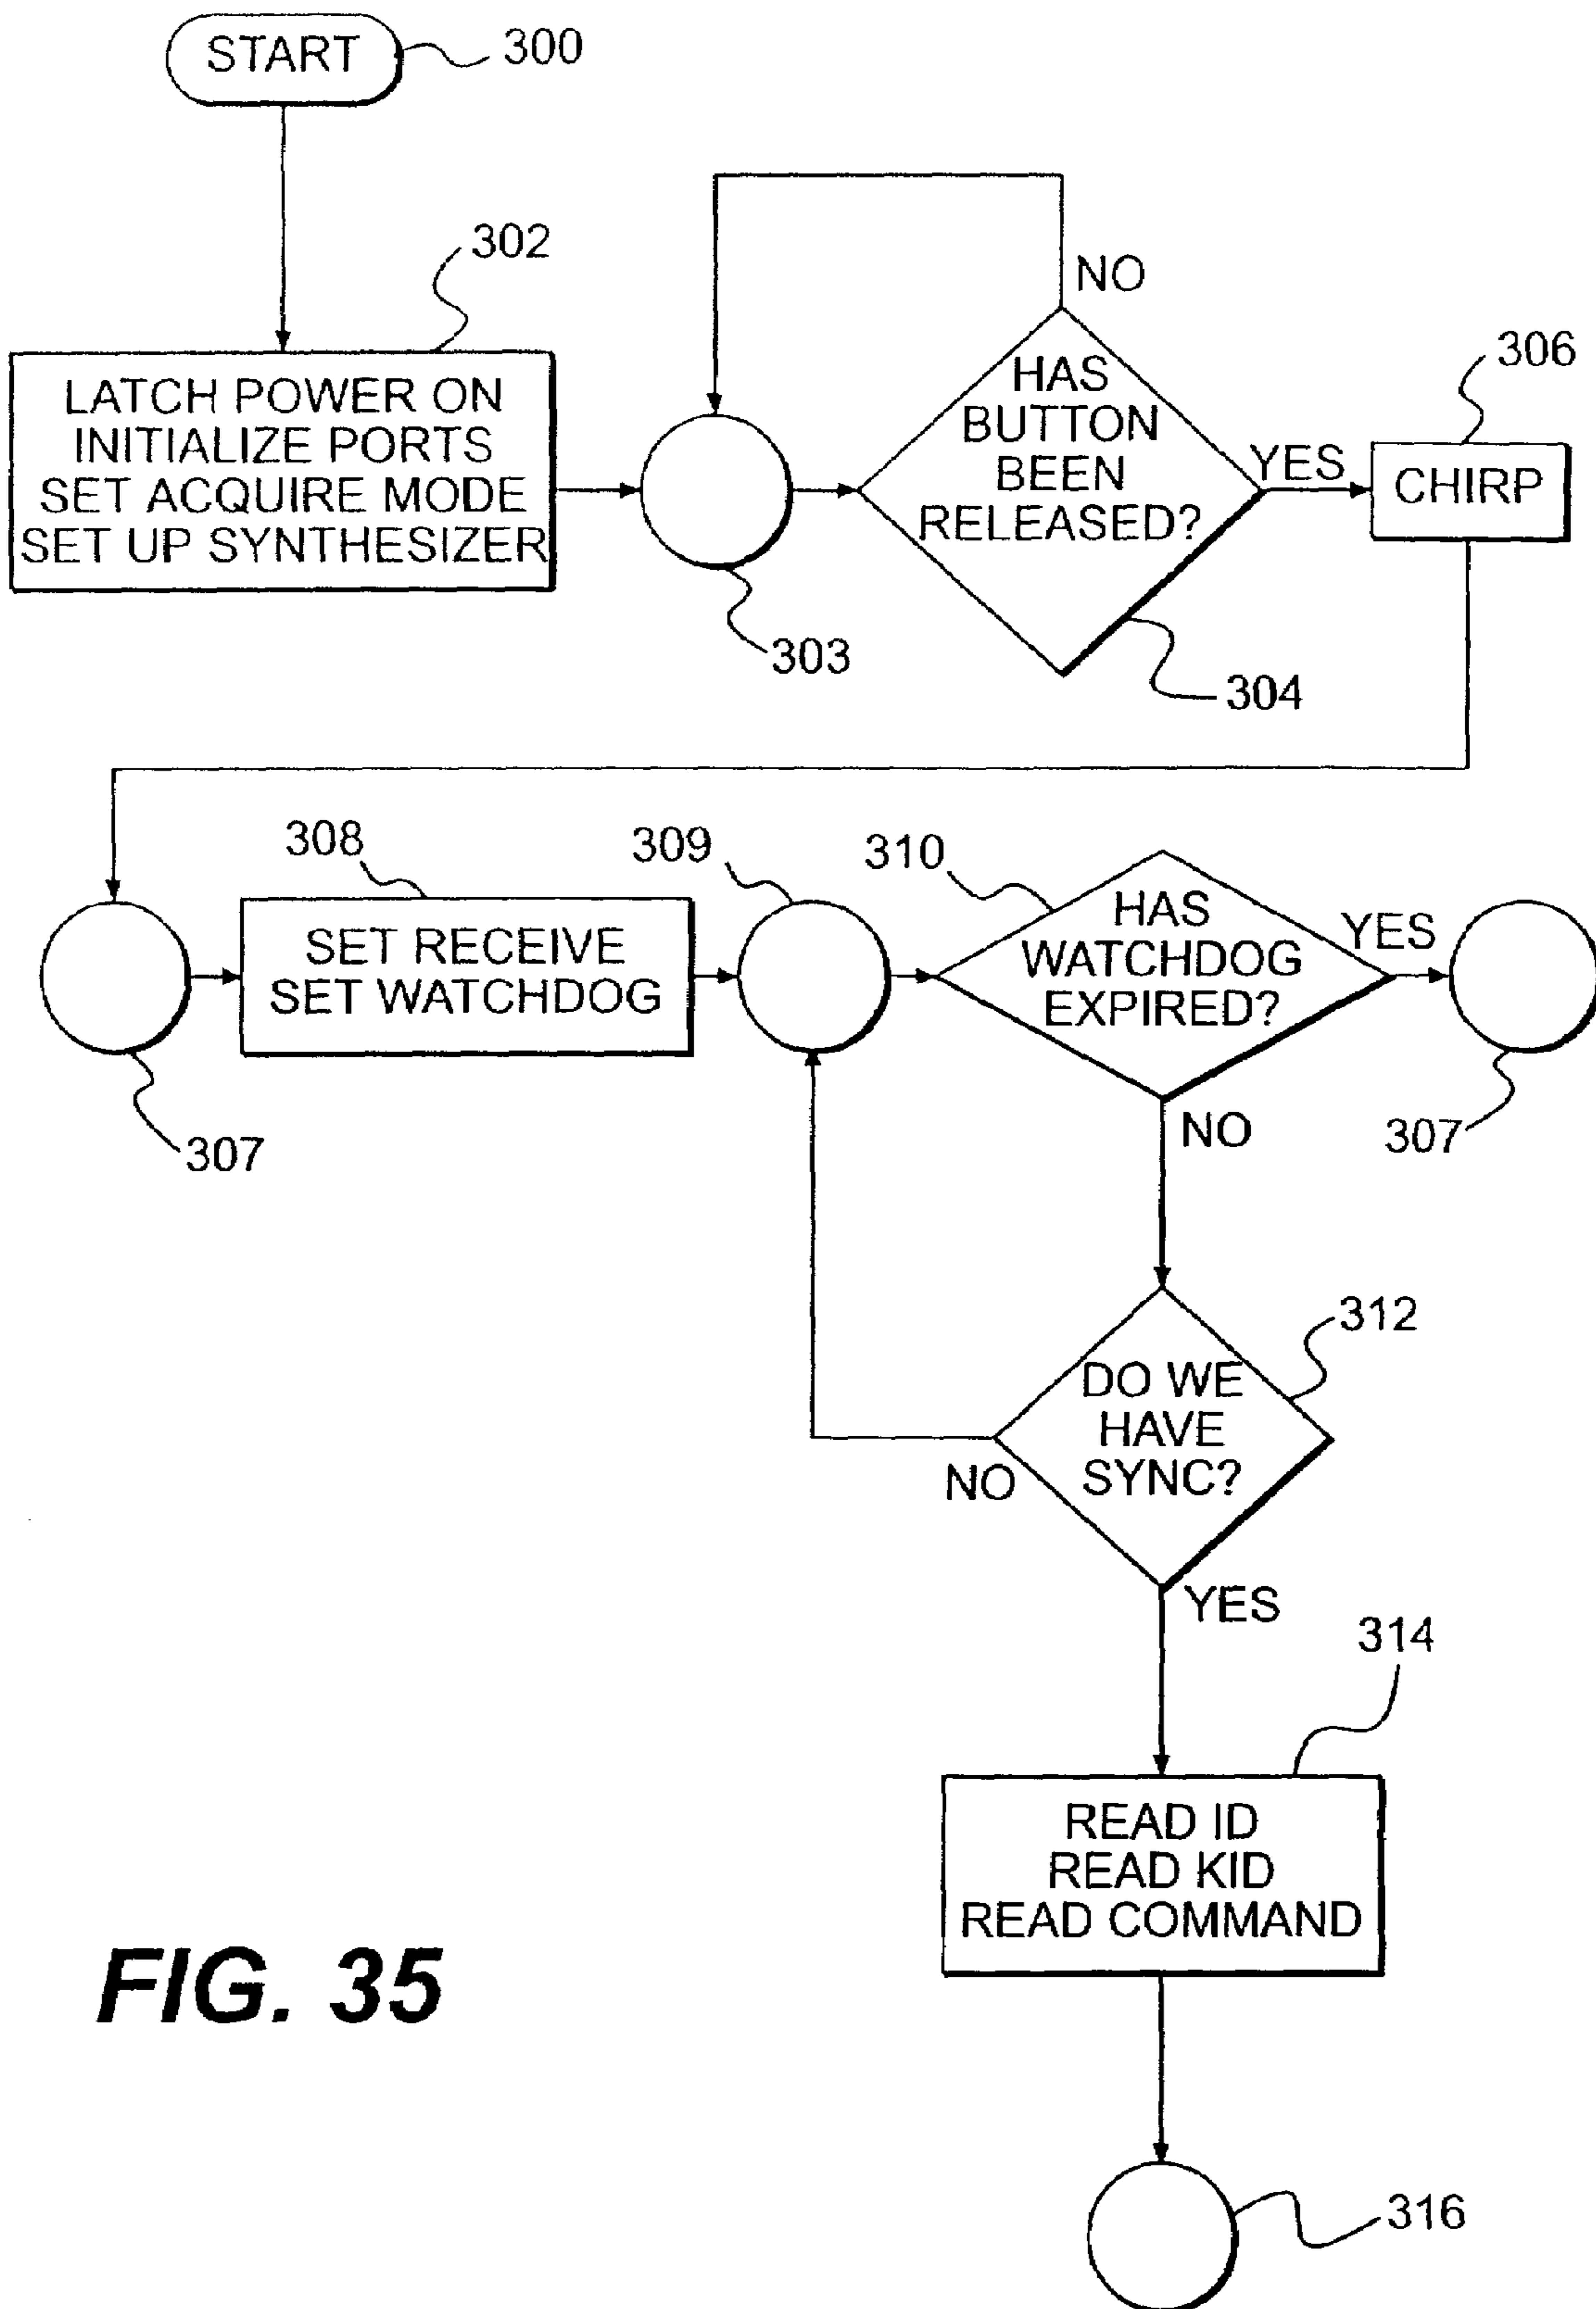 START
300
302
LATCH POWER ON
INITIALIZE PORTS
SET ACQUIRE MODE
SET UP SYNTHESIZER
303
NO
HAS
BUTTON
BEEN
RELEASED?
304
YES
306
CHIRP
307
308
SET RECEIVE
SET WATCHDOG
309
310
HAS
WATCHDOG
EXPIRED?
YES
307
NO
312
DO WE
HAVE
SYNC?
NO
YES
314
READ ID
READ KID
READ COMMAND
316
FIG. 35